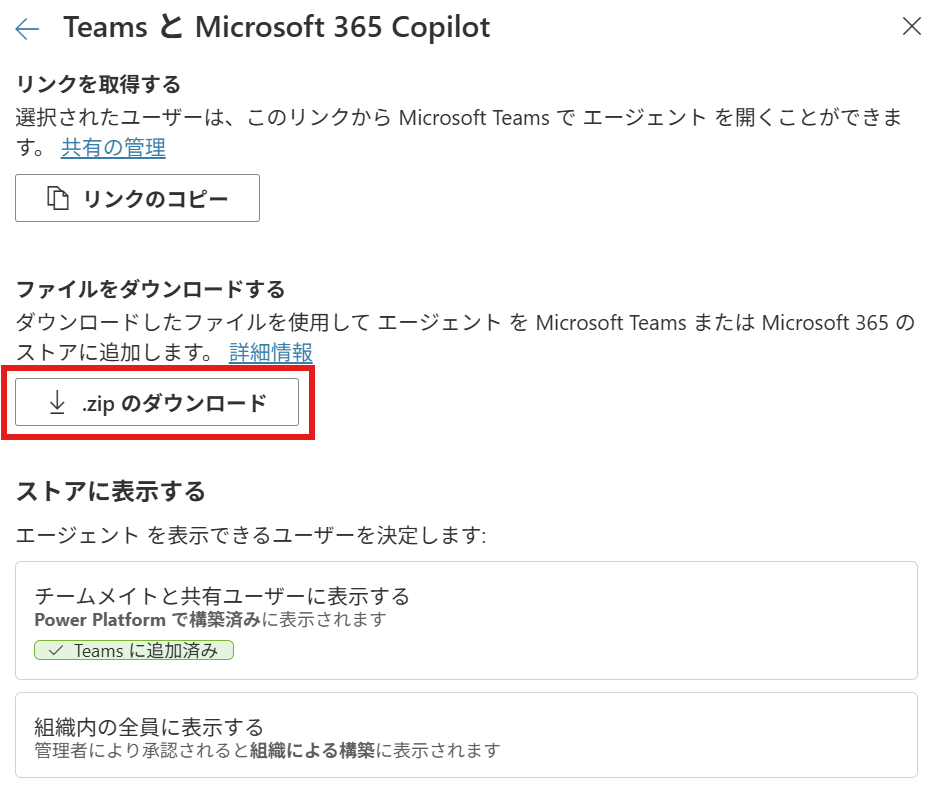 Teams と Microsoft 365 Copilot
リンクを取得する
選択されたユーザーは、このリンクから Microsoft Teams で エージェント を開くことができま
す。 共有の管理
リンクのコピー
ファイルをダウンロードする
ダウンロードしたファイルを使用して エージェント を Microsoft Teams または Microsoft 365 の
ストアに追加します。 詳細情報
.zip のダウンロード
ストアに表示する
エージェント を表示できるユーザーを決定します:
チームメイトと共有ユーザーに表示する
Power Platform で構築済みに表示されます
Teams に追加済み
組織内の全員に表示する
管理者により承認されると組織による構築に表示されます